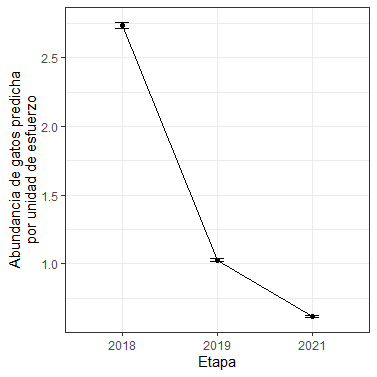 Abundancia de gatos predicha
por unidad de esfuerzo
2.5
2.0
1.5
1.0
2018
2019
2021
Etapa